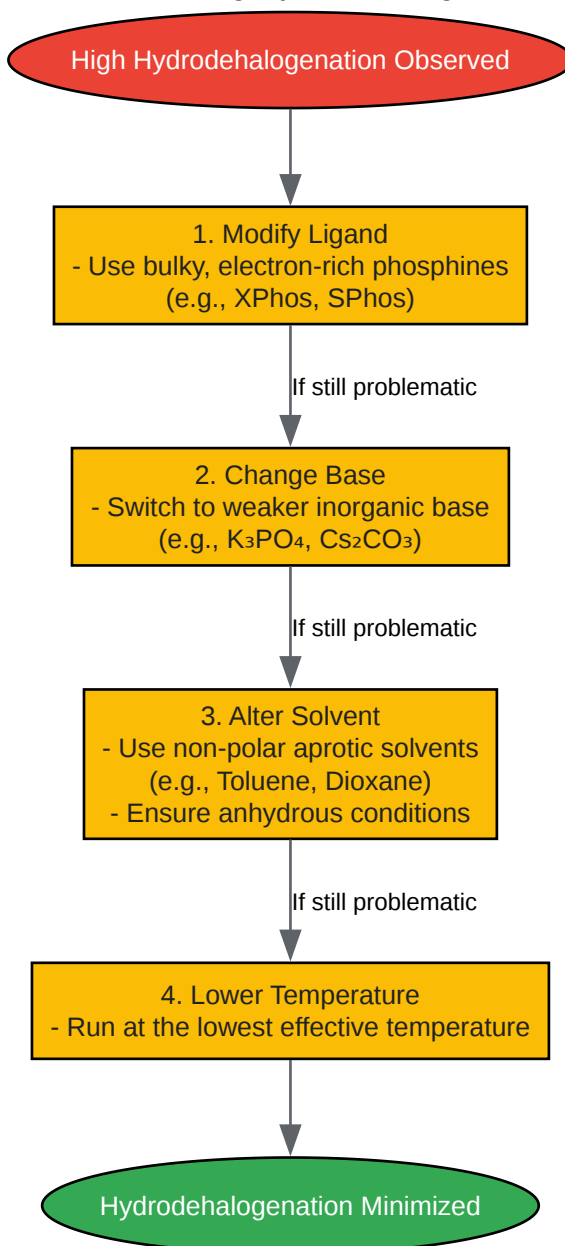 High Hydrodehalogenation Observed
1. Modify Ligand
- Use bulky, electron-rich phosphines
(e.g., XPhos, SPhos)
If still problematic
2. Change Base
- Switch to weaker inorganic base
(e.g., K₃PO₄, Cs₂CO₃)
If still problematic
3. Alter Solvent
- Use non-polar aprotic solvents
(e.g., Toluene, Dioxane)
- Ensure anhydrous conditions
If still problematic
4. Lower Temperature
- Run at the lowest effective temperature
Hydrodehalogenation Minimized